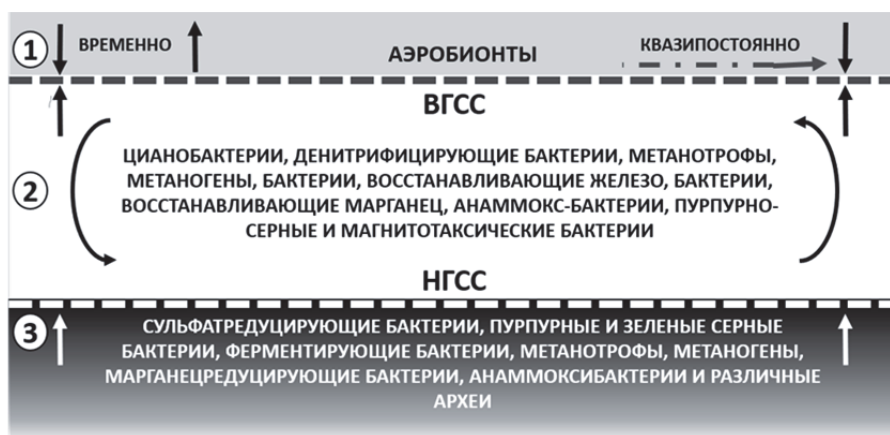 1 ВРЕМЕННО АЭРОБИОНТЫ КВАЗИПОСТОЯННО
ВГСС
ЦИАНОБАКТЕРИИ, ДЕНИТРИФИЦИРУЮЩИЕ БАКТЕРИИ, МЕТАНОТРОФЫ,
2 МЕТАНОГЕНЫ, БАКТЕРИИ, ВОССТАНАВЛИВАЮЩИЕ ЖЕЛЕЗО, БАКТЕРИИ,
ВОССТАНАВЛИВАЮЩИЕ МАРГАНЕЦ, АНАММОКС-БАКТЕРИИ, ПУРПУРНО-
СЕРНЫЕ И МАГНИТОТАКСИЧЕСКИЕ БАКТЕРИИ
НГСС
3 СУЛЬФАТРЕДУЦИРУЮЩИЕ БАКТЕРИИ, ПУРПУРНЫЕ И ЗЕЛЕНЫЕ СЕРНЫЕ
БАКТЕРИИ, ФЕРМЕНТИРУЮЩИЕ БАКТЕРИИ, МЕТАНОТРОФЫ, МЕТАНОГЕНЫ,
МАРГАНЕЦРЕДУЦИРУЮЩИЕ БАКТЕРИИ, АНАММОКСИБАКТЕРИИ И РАЗЛИЧНЫЕ
АРХЕИ